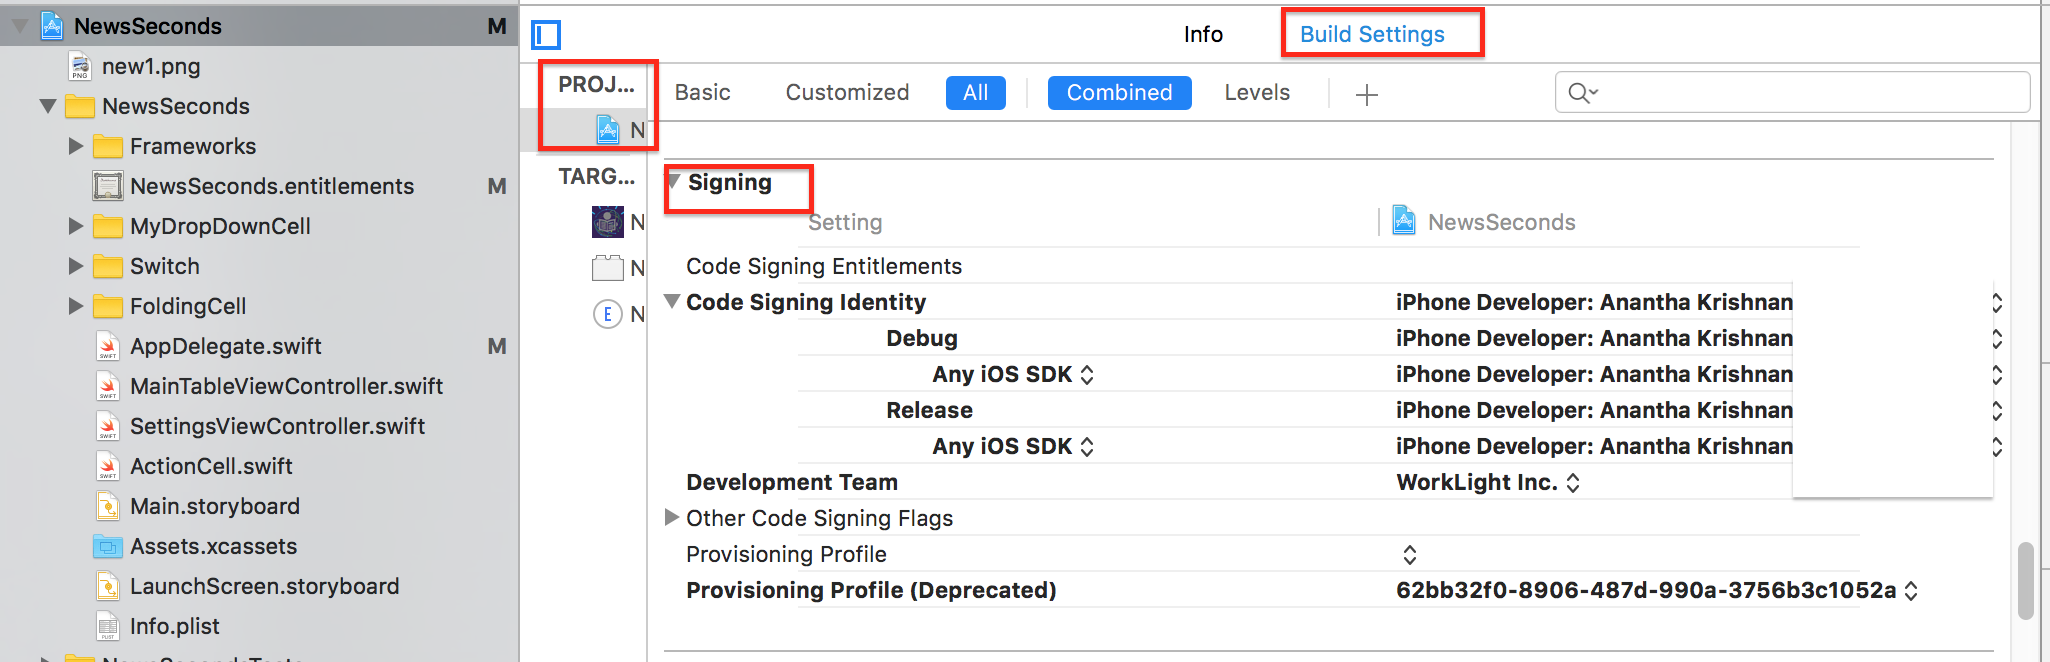 NewsSeconds M
new1.png
NewsSeconds
Frameworks
NewsSeconds.entitlements M
MyDropDownCell
Switch
FoldingCell
AppDelegate.swift M
MainTableViewController.swift
SettingsViewController.swift
ActionCell.swift
Main.storyboard
Assets.xcassets
LaunchScreen.storyboard
Info.plist
Info Build Settings
PROJ...
N
TARG...
N
N
E N
Basic Customized All Combined Levels +
Signing
Setting NewsSeconds
Code Signing Entitlements
Code Signing Identity iPhone Developer: Anantha Krishnan
Debug iPhone Developer: Anantha Krishnan
Any iOS SDK iPhone Developer: Anantha Krishnan
Release iPhone Developer: Anantha Krishnan
Any iOS SDK iPhone Developer: Anantha Krishnan
Development Team WorkLight Inc.
Other Code Signing Flags
Provisioning Profile
Provisioning Profile (Deprecated) 62bb32f0-8906-487d-990a-3756b3c1052a